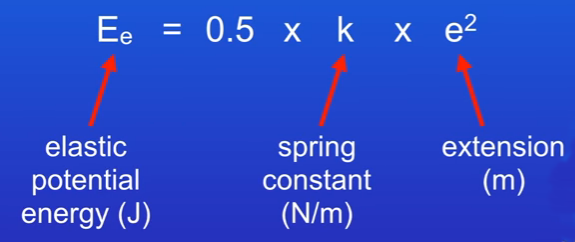 Ee = 0.5 x k x e²
elastic
potential
energy (J)
spring
constant
(N/m)
extension
(m)